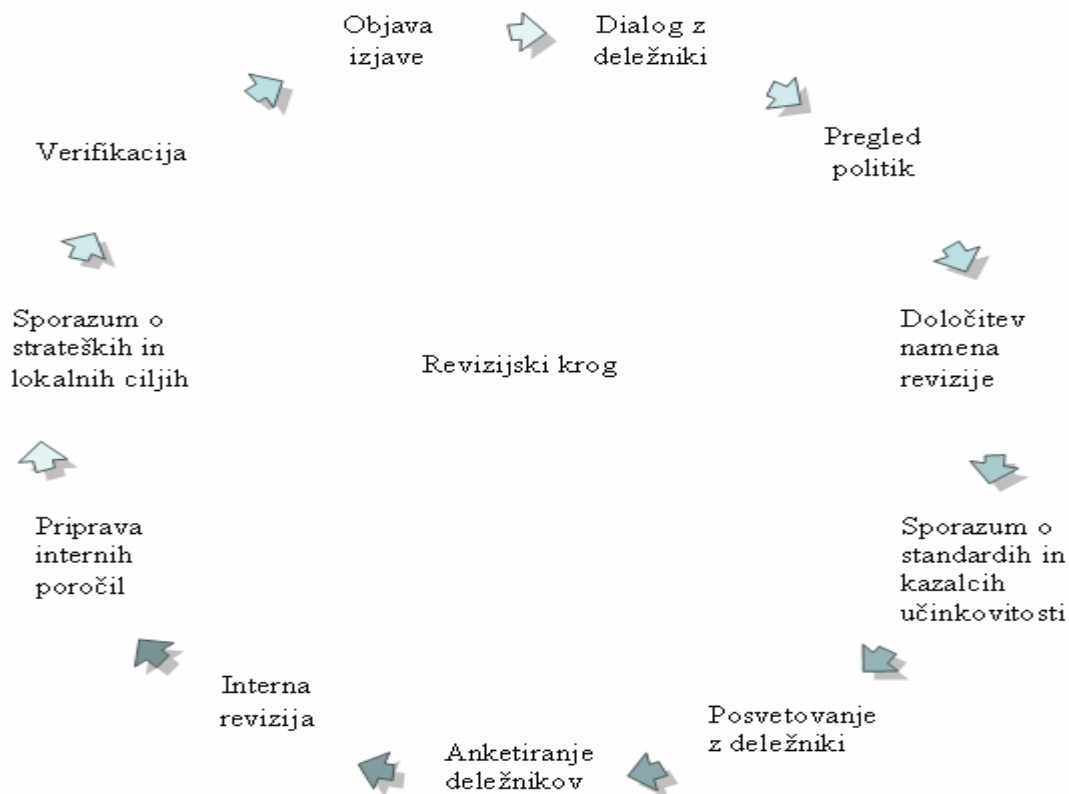 Objava
izjave
Dialog z
deležniki
Pregled
politik
Določitev
namena
revizije
Sporazum o
standardih in
kazalcih
učinkovitosti
Posvetovanje
z deležniki
Anketiranje
deležnikov
Interna
revizija
Priprava
internih
poročil
Sporazum o
strateških in
lokalnih ciljih
Verifikacija
Revizijski krog